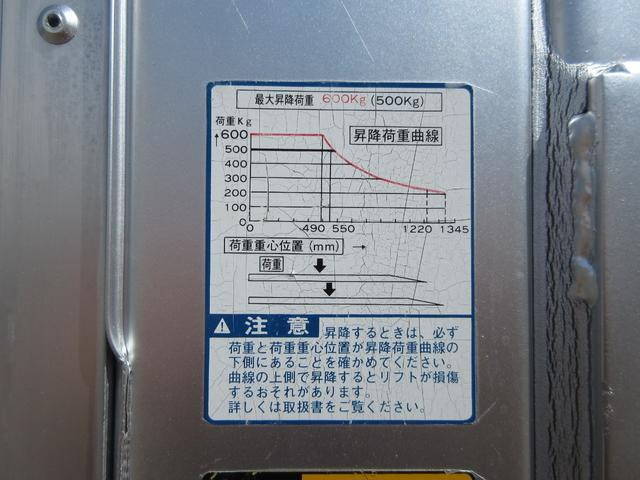 最大昇降荷重 600Kg(500Kg)
荷重Kg
昇降荷重曲線
600
500
400
300
200
100
0
0 490 550 1220 1345
荷重重心位置(mm) →
荷重
注意
昇降するときは、必ず
荷重と荷重重心位置が昇降荷重曲線の
下側にあることを確かめてください。
曲線の上側で昇降するとリフトが損傷
するおそれがあります。
詳しくは取扱書をご覧ください。